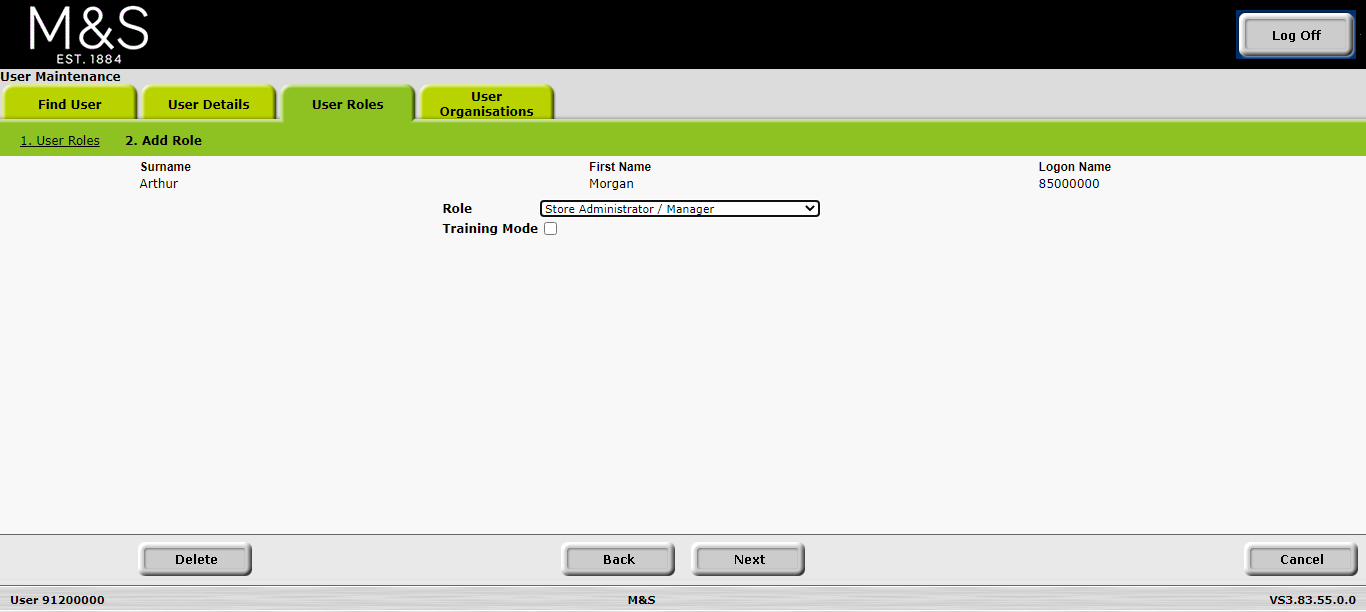 M&S
EST. 1884
Log Off
User Maintenance
Find User
User Details
User Roles
User
Organisations
1. User Roles
2. Add Role
Surname
First Name
Logon Name
Arthur
Morgan
85000000
Role
Store Administrator / Manager
Training Mode
Delete
Back
Next
Cancel
User 91200000
M&S
VS3.83.55.0.0